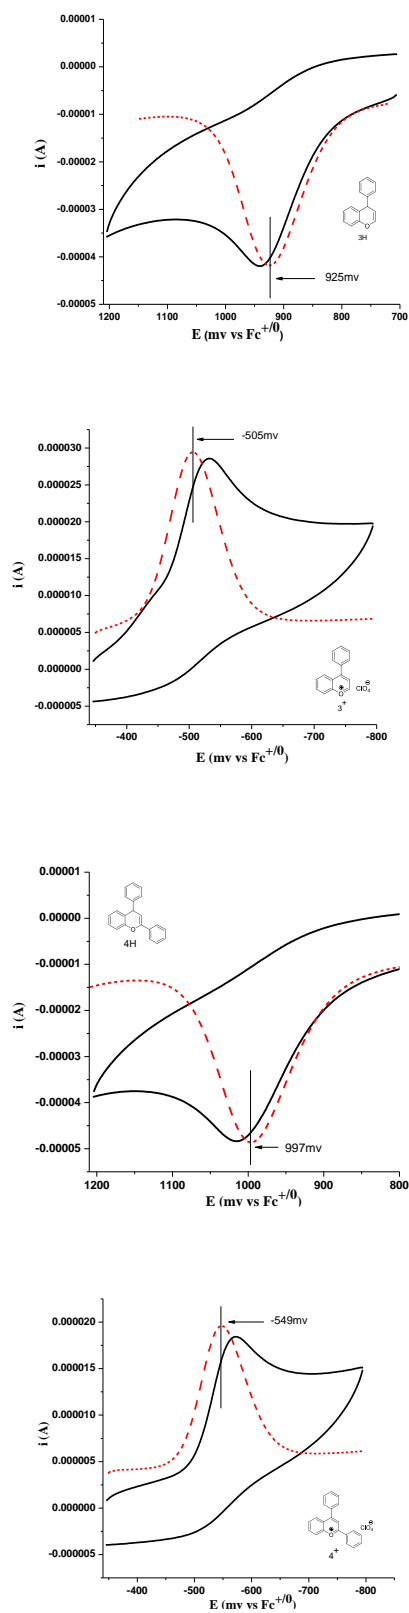 0.00001
0.00000
-0.00001
-0.00002
-0.00003
-0.00004
-0.00005
i (A)
O
3H
925mv
1200 1100 1000 900 800 700
E (mv vs Fc+/0)
-505mv
0.000030
0.000025
0.000020
0.000015
0.000010
0.000005
0.000000
-0.000005
i (A)
O ClO4 ⊖
3+
-400 -500 -600 -700 -800
E (mv vs Fc+/0)
0.00001
0.00000
-0.00001
-0.00002
-0.00003
-0.00004
-0.00005
i (A)
O
4H
997mv
1200 1100 1000 900 800
E (mv vs Fc+/0)
-549mv
0.000020
0.000015
0.000010
0.000005
0.000000
-0.000005
i (A)
O ClO4 ⊖
4+
-400 -500 -600 -700 -800
E (mv vs Fc+/0)